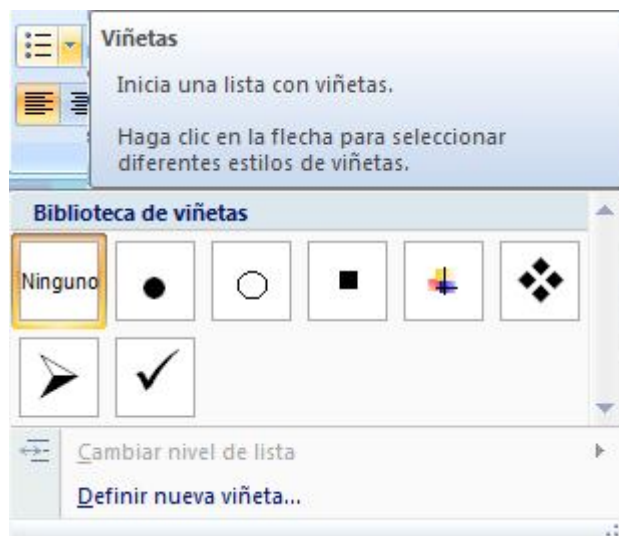 Viñetas
Inicia una lista con viñetas.
Haga clic en la flecha para seleccionar
diferentes estilos de viñetas.
Biblioteca de viñetas
Ninguno
Cambiar nivel de lista
Definir nueva viñeta...